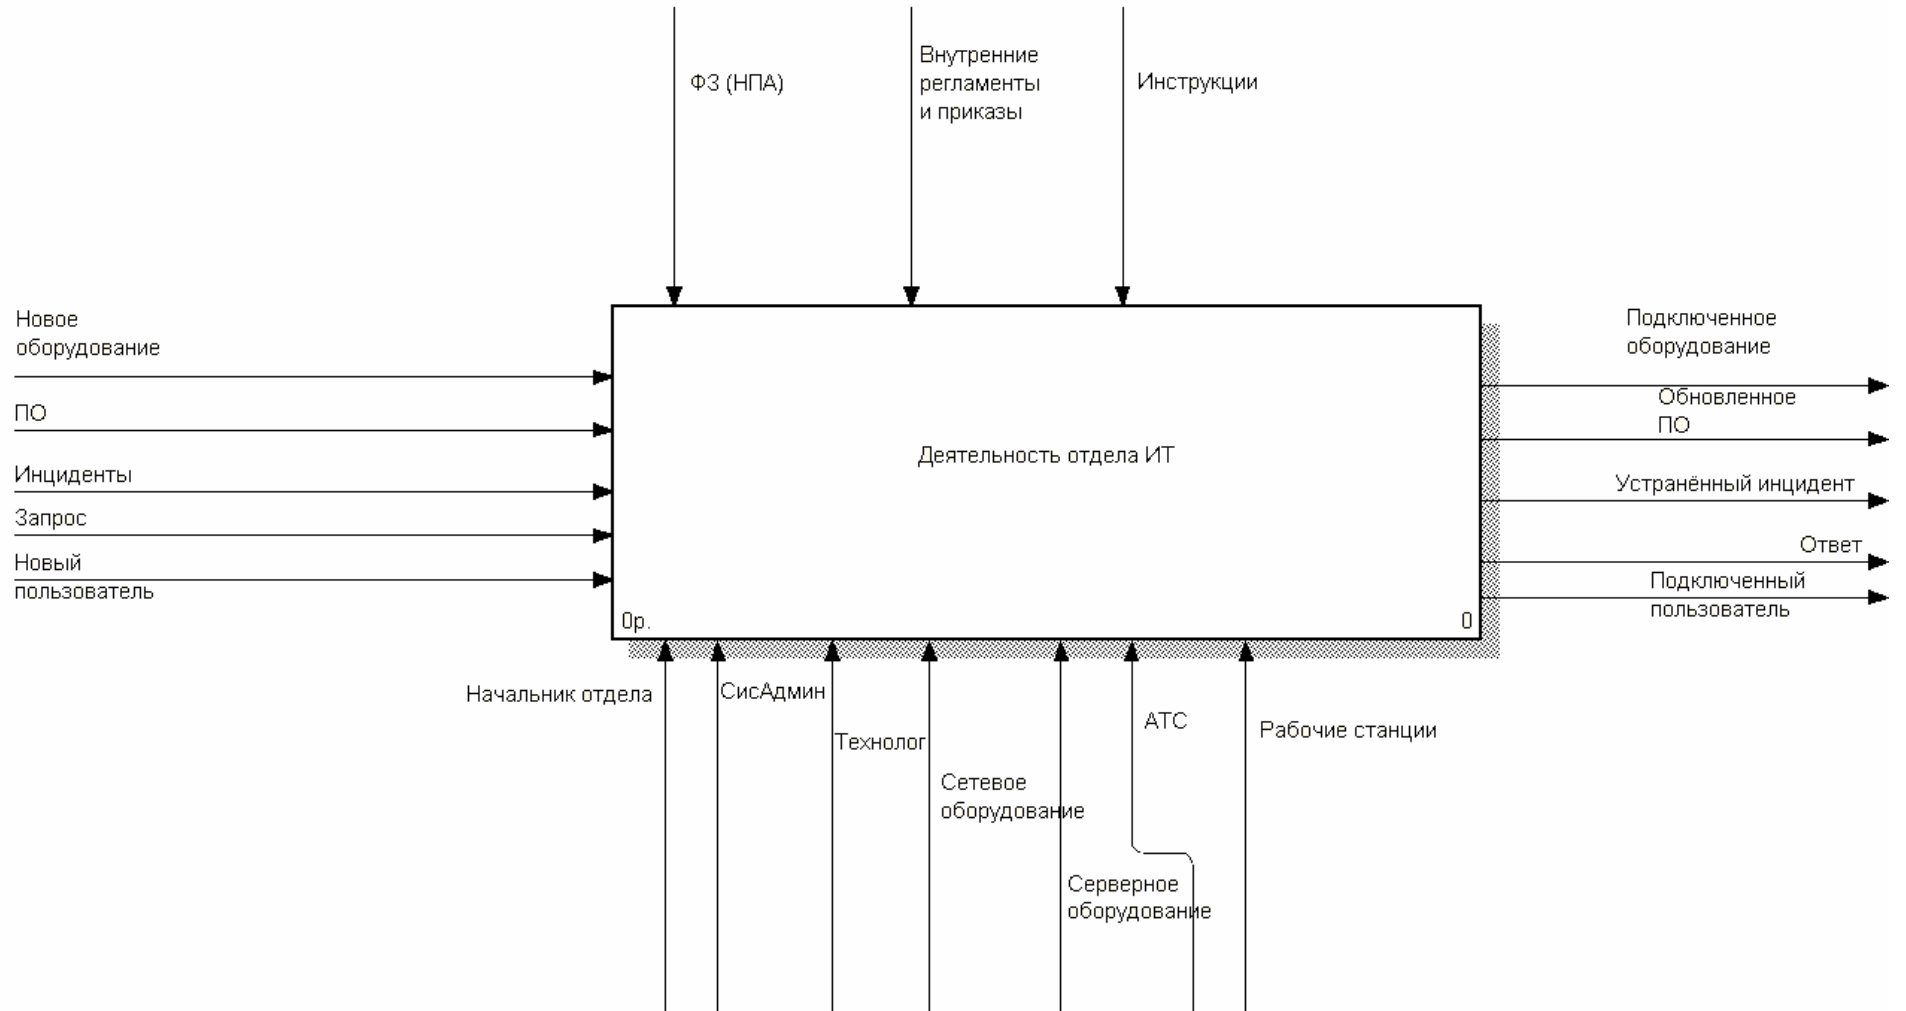 ФЗ (НПА)
Внутренние
регламенты
и приказы
Инструкции
Новое
оборудование
ПО
Инциденты
Запрос
Новый
пользователь
Деятельность отдела ИТ
0р.
0
Подключенное
оборудование
Обновленное
ПО
Устранённый инцидент
Ответ
Подключенный
пользователь
Начальник отдела
СисАдмин
Технолог
Сетевое
оборудование
Серверное
оборудование
АТС
Рабочие станции